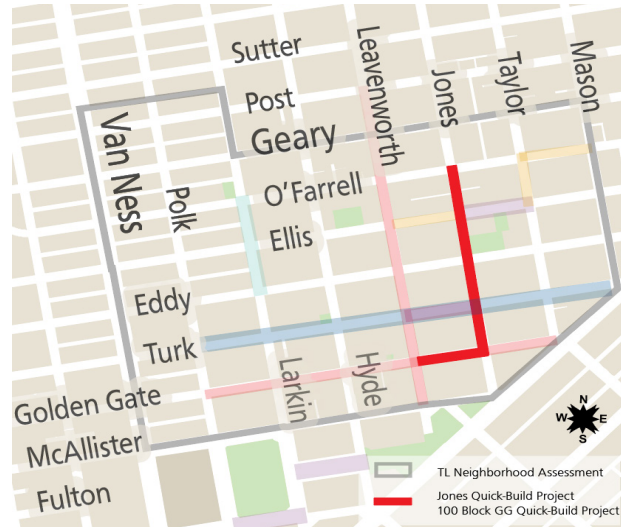 Sutter
Post
Geary
O'Farrell
Ellis
Eddy
Turk
Golden Gate
McAllister
Fulton
Van Ness
Polk
Larkin
Hyde
Leavenworth
Jones
Taylor
Mason
N
W E
S
TL Neighborhood Assessment
Jones Quick-Build Project
100 Block GG Quick-Build Project